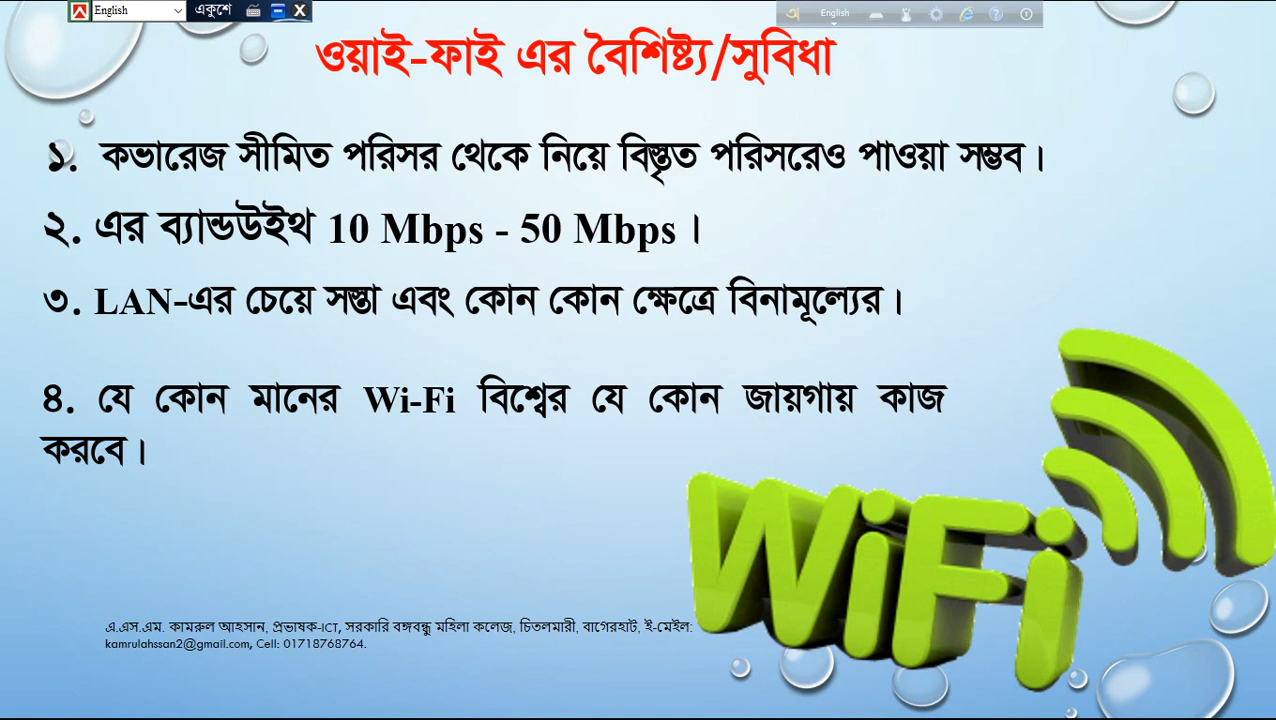 English একুশে
English
ওয়াই-ফাই এর বৈশিষ্ট্য/সুবিধা
১. কভারেজ সীমিত পরিসর থেকে নিয়ে বিস্তৃত পরিসরেও পাওয়া সম্ভব।
২. এর ব্যান্ডউইথ 10 Mbps - 50 Mbps।
৩. LAN-এর চেয়ে সস্তা এবং কোন কোন ক্ষেত্রে বিনামূল্যের।
৪. যে কোন মানের Wi-Fi বিশ্বের যে কোন জায়গায় কাজ
করবে।
WiFi
এ.এস.এম. কামরুল আহসান, প্রভাষক-ICT, সরকারি বঙ্গবন্ধু মহিলা কলেজ, চিতলমারী, বাগেরহাট, ই-মেইল:
kamrulahssan2@gmail.com, Cell: 01718768764.